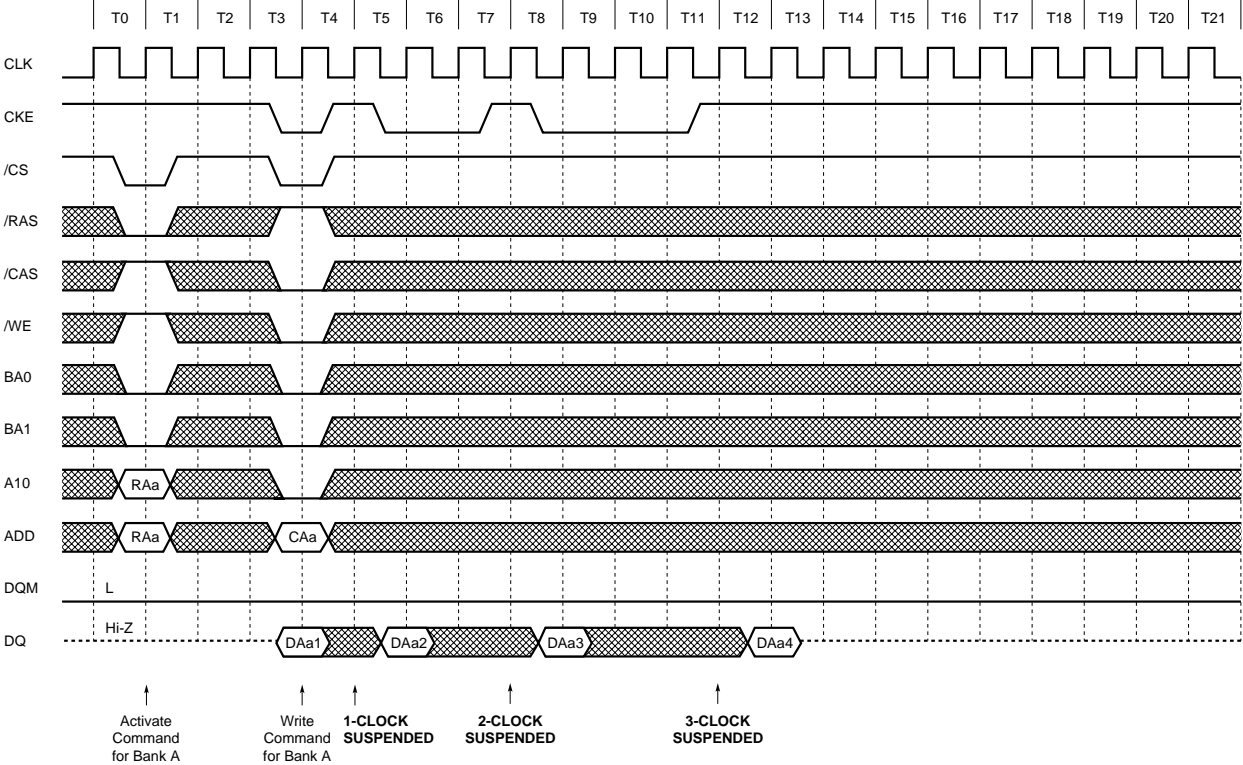 T0 T1 T2 T3 T4 T5 T6 T7 T8 T9 T10 T11 T12 T13 T14 T15 T16 T17 T18 T19 T20 T21
CLK
CKE
/CS
/RAS
/CAS
/WE
BA0
BA1
A10 RAa
ADD RAa CAa
DQM L
Hi-Z
DQ DAa1 DAa2 DAa3 DAa4
Activate
Command
for Bank A
Write
Command
for Bank A
1-CLOCK
SUSPENDED
2-CLOCK
SUSPENDED
3-CLOCK
SUSPENDED